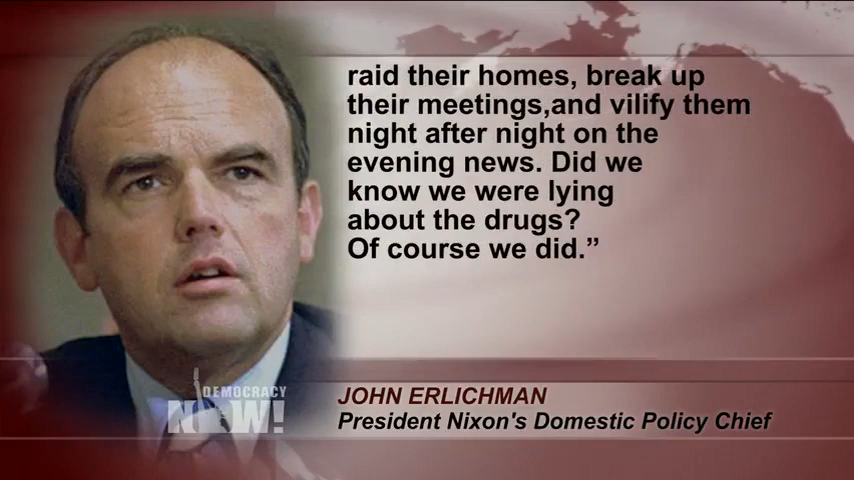 raid their homes, break up
their meetings,and vilify them
night after night on the
evening news. Did we
know we were lying
about the drugs?
Of course we did.”
JOHN ERLICHMAN
President Nixon's Domestic Policy Chief
DEMOCRACY
NOW!